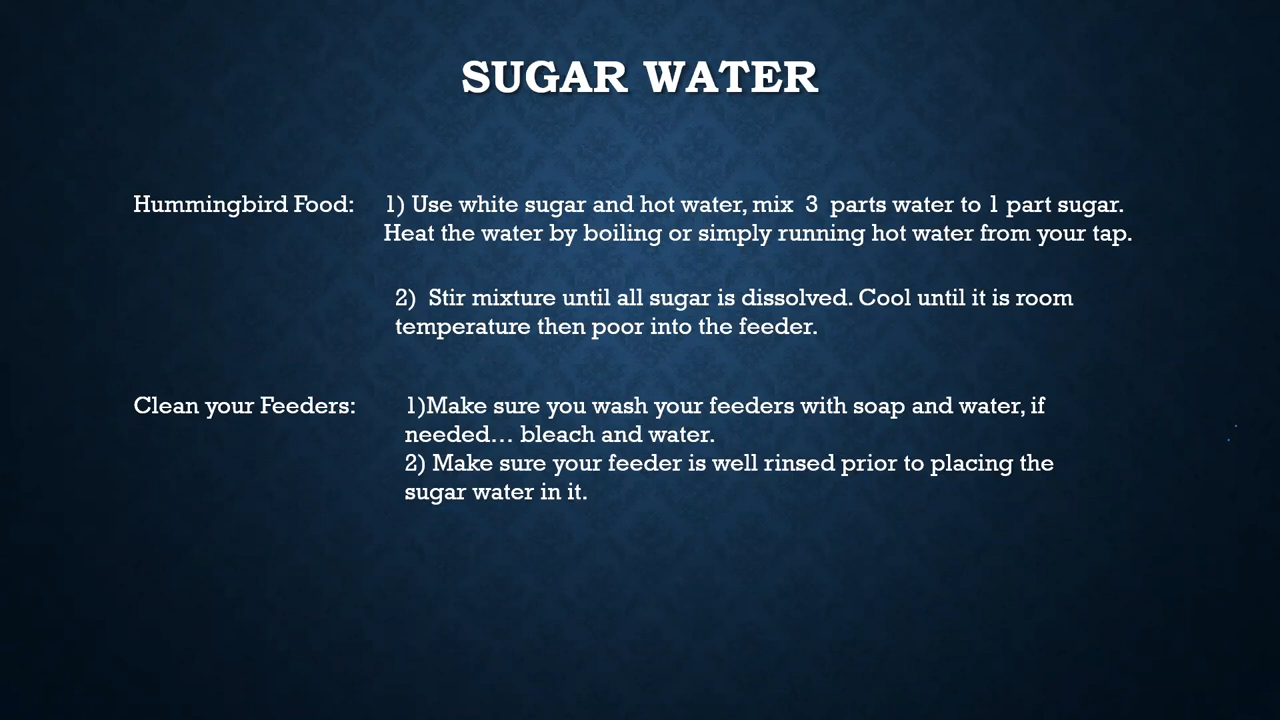 SUGAR WATER
Hummingbird Food: 1) Use white sugar and hot water, mix 3 parts water to 1 part sugar.
Heat the water by boiling or simply running hot water from your tap.
2) Stir mixture until all sugar is dissolved. Cool until it is room
temperature then poor into the feeder.
Clean your Feeders: 1)Make sure you wash your feeders with soap and water, if
needed... bleach and water.
2) Make sure your feeder is well rinsed prior to placing the
sugar water in it.